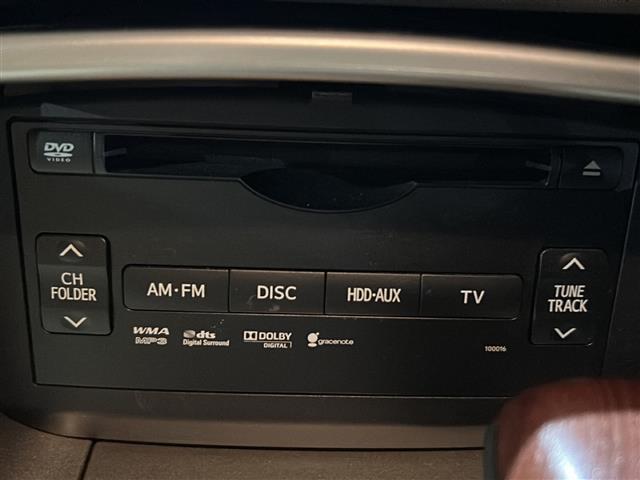 DVD
VIDEO
CH
FOLDER
AM•FM
DISC
HDD•AUX
TV
TUNE
TRACK
WMA
MP3
dts
Digital Surround
DOLBY
DIGITAL
gracenote
100016